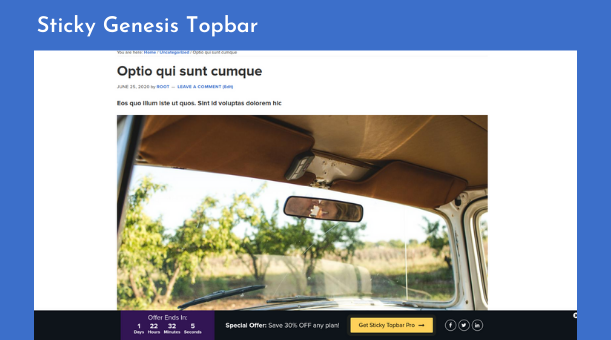 Sticky Genesis Topbar
You are here: Home / Uncategorized / Optio qui sunt cumque
Optio qui sunt cumque
JUNE 25, 2020 by ROOT — LEAVE A COMMENT (Edit)
Eos quo illum iste ut quos. Sint id voluptas dolorem hic
Offer Ends In:
1 22 32 5
Days Hours Minutes Seconds
Special Offer: Save 30% OFF any plan!
Get Sticky Topbar Pro →